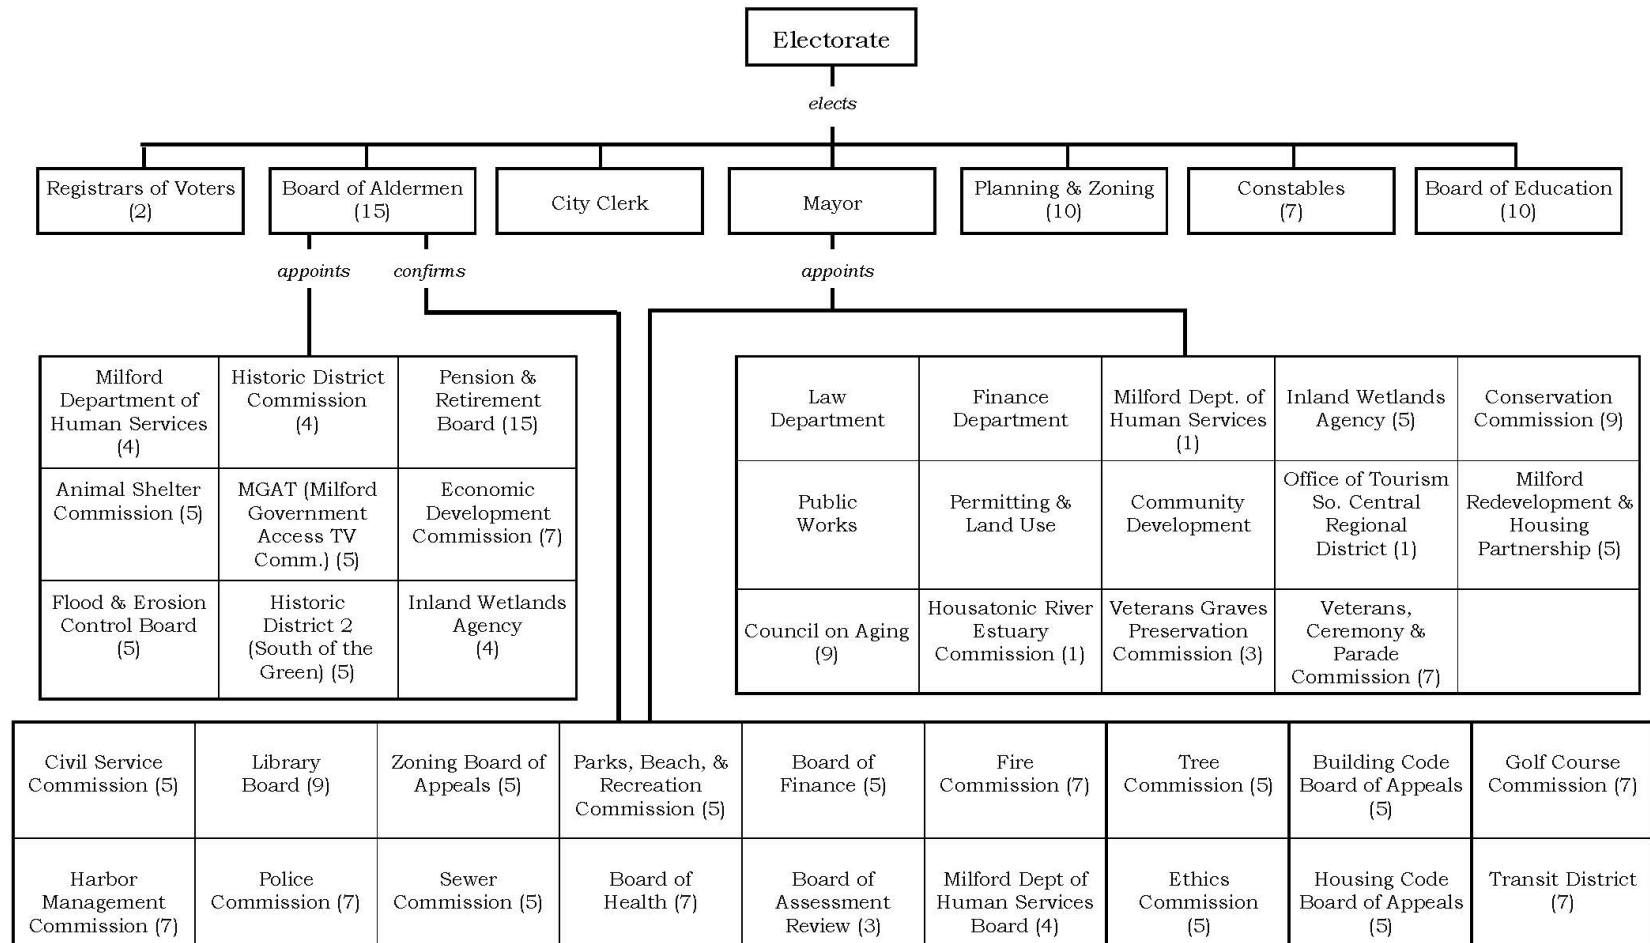 Electorate
elects
Registrars of Voters
(2)
Board of Aldermen
(15)
City Clerk
Mayor
Planning & Zoning
(10)
Constables
(7)
Board of Education
(10)
appoints
confirms
appoints
Milford
Department of
Human Services
(4)
Historic District
Commission
(4)
Pension &
Retirement
Board (15)
Animal Shelter
Commission (5)
MGAT (Milford
Government
Access TV
Comm.) (5)
Economic
Development
Commission (7)
Flood & Erosion
Control Board
(5)
Historic
District 2
(South of the
Green) (5)
Inland Wetlands
Agency
(4)
Law
Department
Finance
Department
Milford Dept. of
Human Services
(1)
Inland Wetlands
Agency (5)
Conservation
Commission (9)
Public
Works
Permitting &
Land Use
Community
Development
Office of Tourism
So. Central
Regional
District (1)
Milford
Redevelopment &
Housing
Partnership (5)
Council on Aging
(9)
Housatonic River
Estuary
Commission (1)
Veterans Graves
Preservation
Commission (3)
Veterans,
Ceremony &
Parade
Commission (7)
Civil Service
Commission (5)
Library
Board (9)
Zoning Board of
Appeals (5)
Parks, Beach, &
Recreation
Commission (5)
Board of
Finance (5)
Fire
Commission (7)
Tree
Commission (5)
Building Code
Board of Appeals
(5)
Golf Course
Commission (7)
Harbor
Management
Commission (7)
Police
Commission (7)
Sewer
Commission (5)
Board of
Health (7)
Board of
Assessment
Review (3)
Milford Dept of
Human Services
Board (4)
Ethics
Commission
(5)
Housing Code
Board of Appeals
(5)
Transit District
(7)